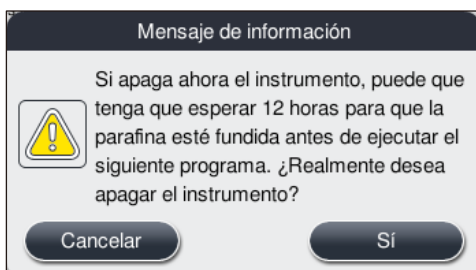 Mensaje de información
Si apaga ahora el instrumento, puede que
tenga que esperar 12 horas para que la
parafina esté fundida antes de ejecutar el
siguiente programa. ¿Realmente desea
apagar el instrumento?
Cancelar
Sí